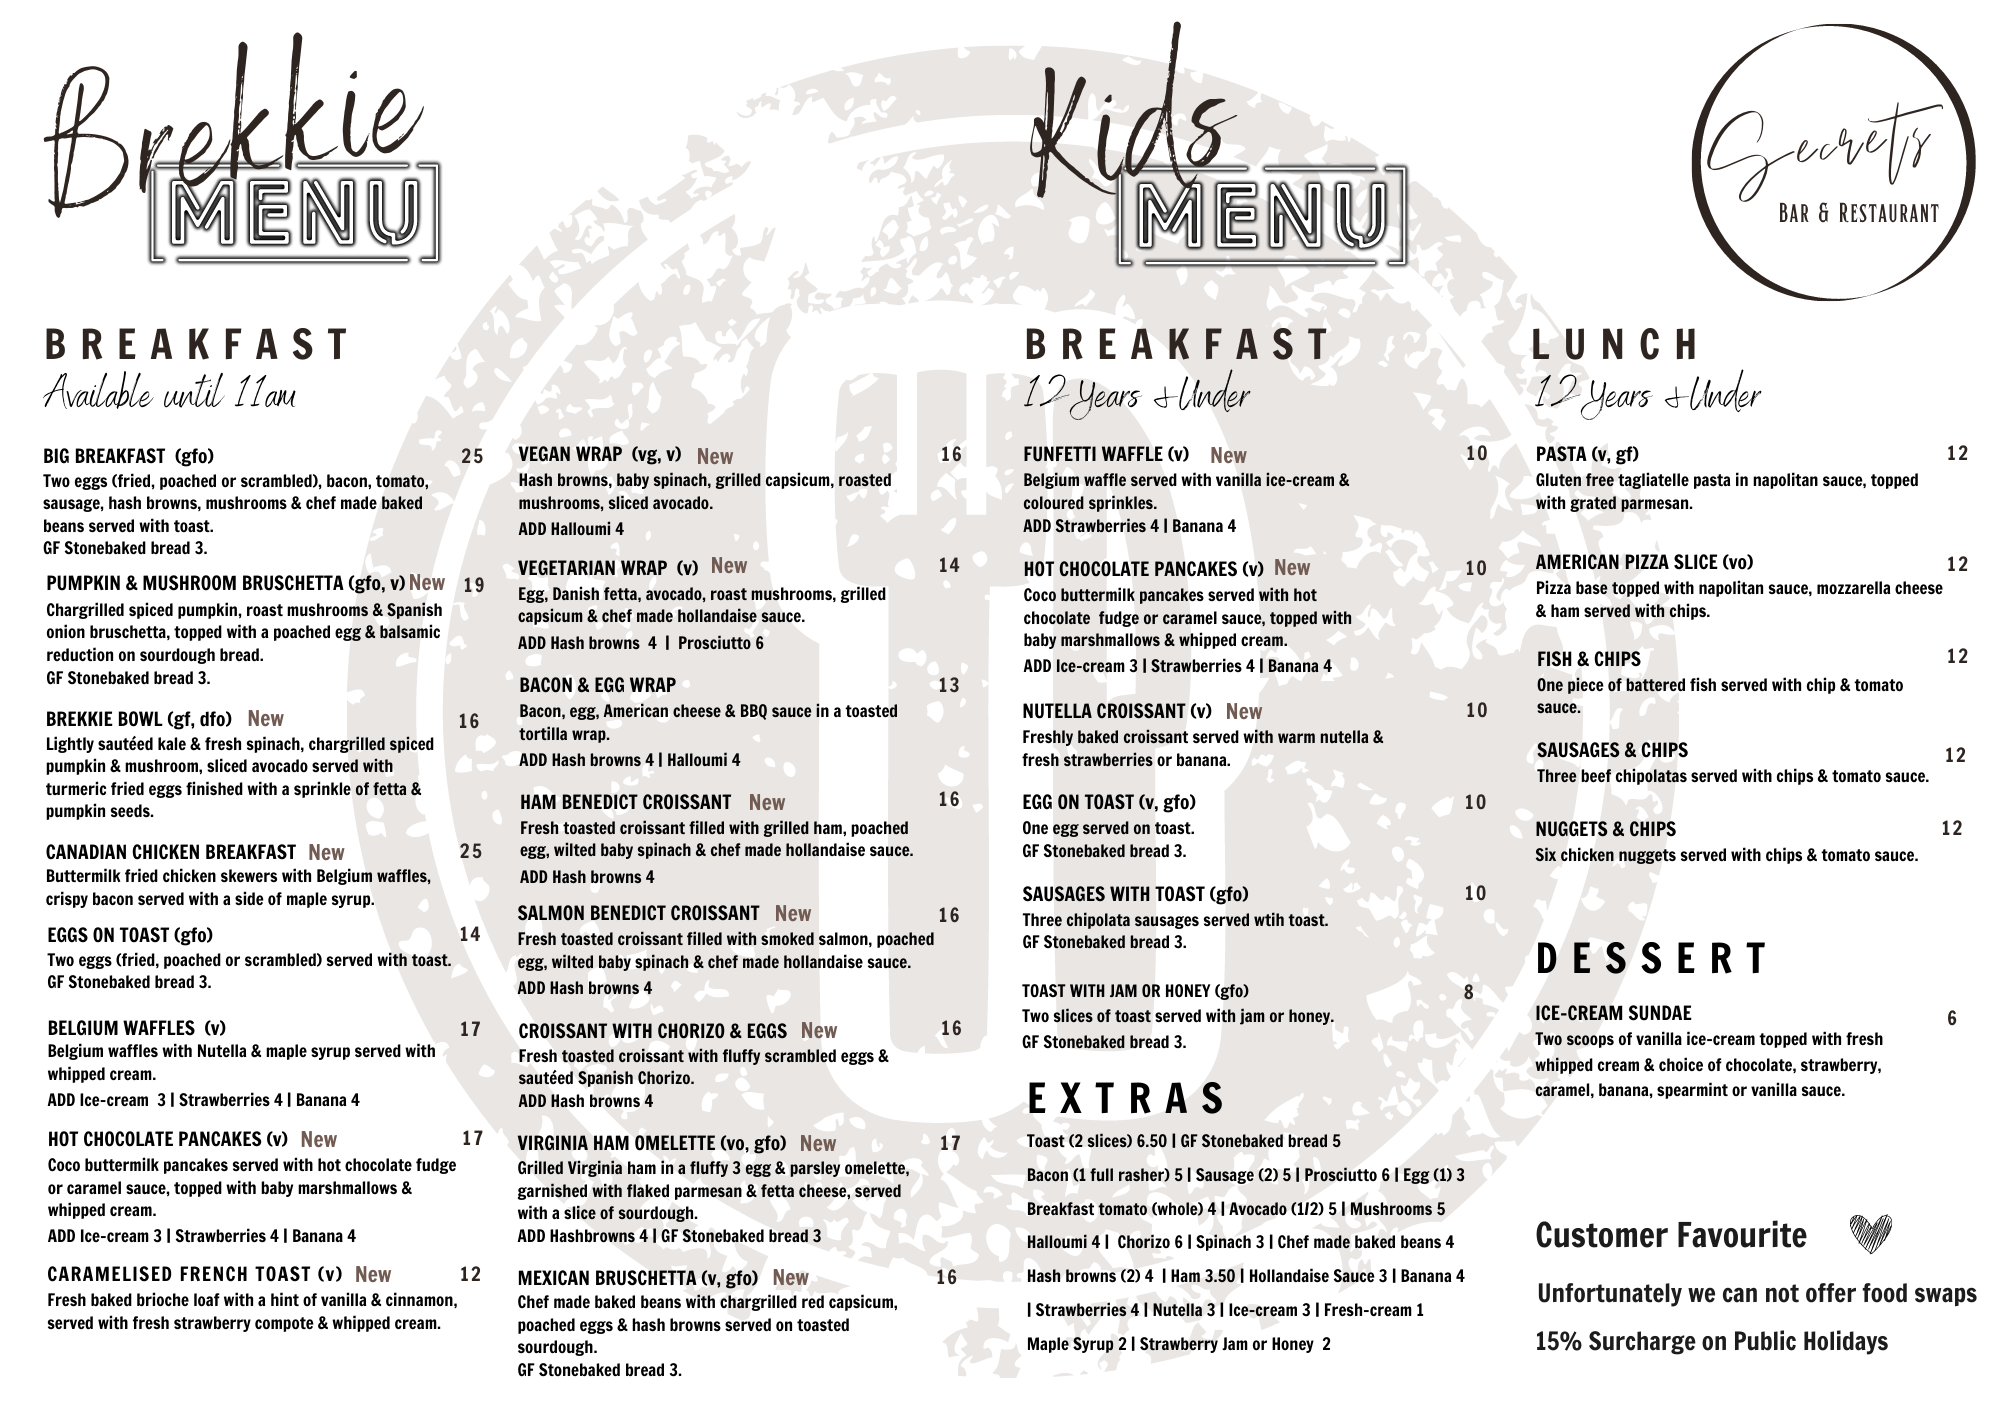 Brekkie
MENU
BREAKFAST
Available until 11am
BIG BREAKFAST (gfo) 25
Two eggs (fried, poached or scrambled), bacon, tomato,
sausage, hash browns, mushrooms & chef made baked
beans served with toast.
GF Stonebaked bread 3.
PUMPKIN & MUSHROOM BRUSCHETTA (gfo, v) New 19
Chargrilled spiced pumpkin, roast mushrooms & Spanish
onion bruschetta, topped with a poached egg & balsamic
reduction on sourdough bread.
GF Stonebaked bread 3.
BREKKIE BOWL (gf, dfo) New 16
Lightly sautéed kale & fresh spinach, chargrilled spiced
pumpkin & mushroom, sliced avocado served with
turmeric fried eggs finished with a sprinkle of fetta &
pumpkin seeds.
CANADIAN CHICKEN BREAKFAST New 25
Buttermilk fried chicken skewers with Belgium waffles,
crispy bacon served with a side of maple syrup.
EGGS ON TOAST (gfo) 14
Two eggs (fried, poached or scrambled) served with toast.
GF Stonebaked bread 3.
BELGIUM WAFFLES (v) 17
Belgium waffles with Nutella & maple syrup served with
whipped cream.
ADD Ice-cream 3 | Strawberries 4 | Banana 4
HOT CHOCOLATE PANCAKES (v) New 17
Coco buttermilk pancakes served with hot chocolate fudge
or caramel sauce, topped with baby marshmallows &
whipped cream.
ADD Ice-cream 3 | Strawberries 4 | Banana 4
CARAMELISED FRENCH TOAST (v) New 12
Fresh baked brioche loaf with a hint of vanilla & cinnamon,
served with fresh strawberry compote & whipped cream.
VEGAN WRAP (vg, v) New 16
Hash browns, baby spinach, grilled capsicum, roasted
mushrooms, sliced avocado.
ADD Halloumi 4
VEGETARIAN WRAP (v) New 14
Egg, Danish fetta, avocado, roast mushrooms, grilled
capsicum & chef made hollandaise sauce.
ADD Hash browns 4 | Prosciutto 6
BACON & EGG WRAP 13
Bacon, egg, American cheese & BBQ sauce in a toasted
tortilla wrap.
ADD Hash browns 4 | Halloumi 4
HAM BENEDICT CROISSANT New 16
Fresh toasted croissant filled with grilled ham, poached
egg, wilted baby spinach & chef made hollandaise sauce.
ADD Hash browns 4
SALMON BENEDICT CROISSANT New 16
Fresh toasted croissant filled with smoked salmon, poached
egg, wilted baby spinach & chef made hollandaise sauce.
ADD Hash browns 4
CROISSANT WITH CHORIZO & EGGS New 16
Fresh toasted croissant with fluffy scrambled eggs &
sautéed Spanish Chorizo.
ADD Hash browns 4
VIRGINIA HAM OMELETTE (vo, gfo) New 17
Grilled Virginia ham in a fluffy 3 egg & parsley omelette,
garnished with flaked parmesan & fetta cheese, served
with a slice of sourdough.
ADD Hashbrowns 4 | GF Stonebaked bread 3
MEXICAN BRUSCHETTA (v, gfo) New 16
Chef made baked beans with chargrilled red capsicum,
poached eggs & hash browns served on toasted
sourdough.
GF Stonebaked bread 3.
Kids
MENU
BREAKFAST
12 Years & Under
FUNFETTI WAFFLE (v) New 10
Belgium waffle served with vanilla ice-cream &
coloured sprinkles.
ADD Strawberries 4 | Banana 4
HOT CHOCOLATE PANCAKES (v) New 10
Coco buttermilk pancakes served with hot
chocolate fudge or caramel sauce, topped with
baby marshmallows & whipped cream.
ADD Ice-cream 3 | Strawberries 4 | Banana 4
NUTELLA CROISSANT (v) New 10
Freshly baked croissant served with warm nutella &
fresh strawberries or banana.
EGG ON TOAST (v, gfo) 10
One egg served on toast.
GF Stonebaked bread 3.
SAUSAGES WITH TOAST (gfo) 10
Three chipolata sausages served wtih toast.
GF Stonebaked bread 3.
TOAST WITH JAM OR HONEY (gfo) 8
Two slices of toast served with jam or honey.
GF Stonebaked bread 3.
EXTRAS
Toast (2 slices) 6.50 | GF Stonebaked bread 5
Bacon (1 full rasher) 5 | Sausage (2) 5 | Prosciutto 6 | Egg (1) 3
Breakfast tomato (whole) 4 | Avocado (1/2) 5 | Mushrooms 5
Halloumi 4 | Chorizo 6 | Spinach 3 | Chef made baked beans 4
Hash browns (2) 4 | Ham 3.50 | Hollandaise Sauce 3 | Banana 4
| Strawberries 4 | Nutella 3 | Ice-cream 3 | Fresh-cream 1
Maple Syrup 2 | Strawberry Jam or Honey 2
Secrets
BAR & RESTAURANT
LUNCH
12 Years & Under
PASTA (v, gf) 12
Gluten free tagliatelle pasta in napolitan sauce, topped
with grated parmesan.
AMERICAN PIZZA SLICE (vo) 12
Pizza base topped with napolitan sauce, mozzarella cheese
& ham served with chips.
FISH & CHIPS 12
One piece of battered fish served with chip & tomato
sauce.
SAUSAGES & CHIPS 12
Three beef chipolatas served with chips & tomato sauce.
NUGGETS & CHIPS 12
Six chicken nuggets served with chips & tomato sauce.
DESSERT
ICE-CREAM SUNDAE 6
Two scoops of vanilla ice-cream topped with fresh
whipped cream & choice of chocolate, strawberry,
caramel, banana, spearmint or vanilla sauce.
Customer Favourite
Unfortunately we can not offer food swaps
15% Surcharge on Public Holidays